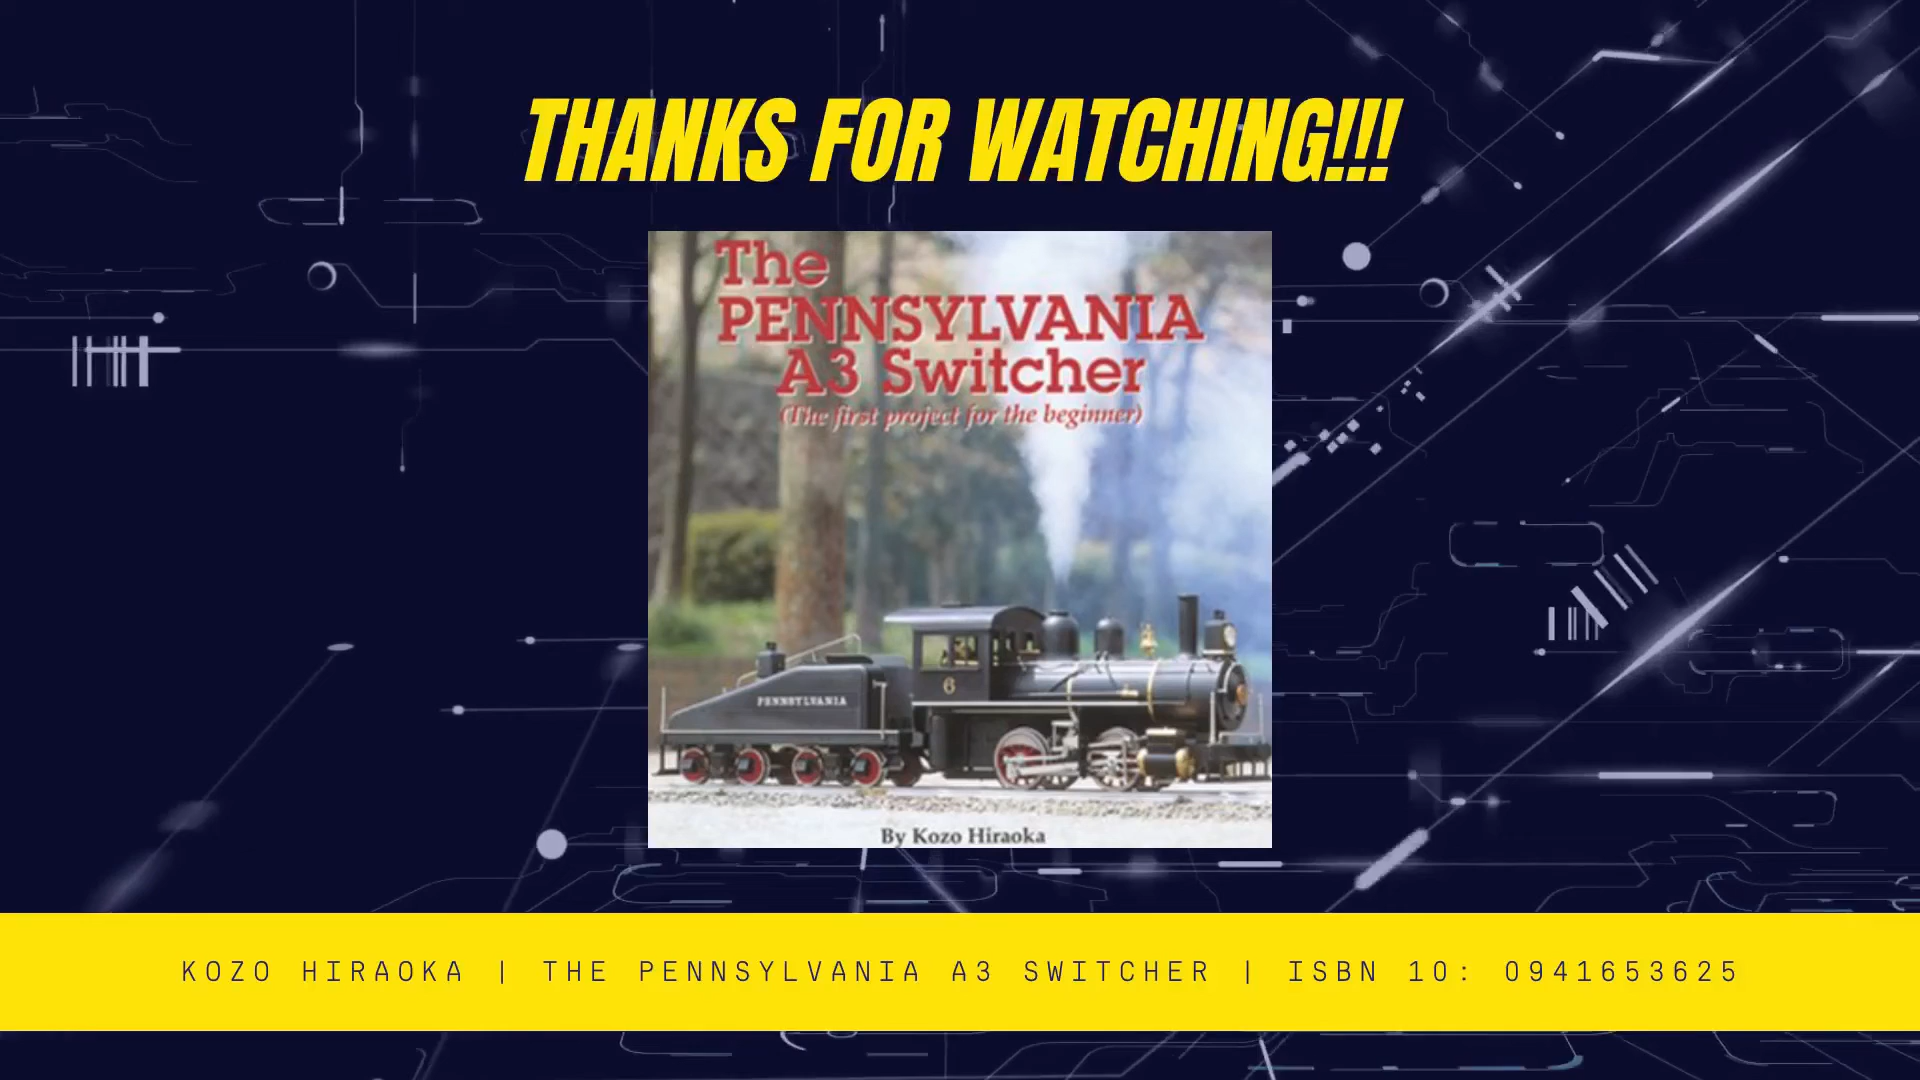 THANKS FOR WATCHING!!!
The
PENNSYLVANIA
A3 Switcher
(The first project for the beginner)
6
PENNSYLVANIA
By Kozo Hiraoka
KOZO HIRAOKA | THE PENNSYLVANIA A3 SWITCHER | ISBN 10: 0941653625